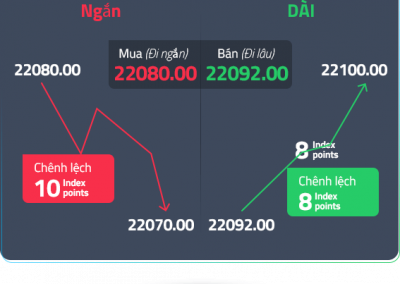 Ngắn
DÀI
Mua (Đi ngắn)
22080.00
Bán (Đi lâu)
22092.00
22080.00
22100.00
8 Index points
Chênh lệch
10 Index points
Chênh lệch
8 Index points
22070.00
22092.00